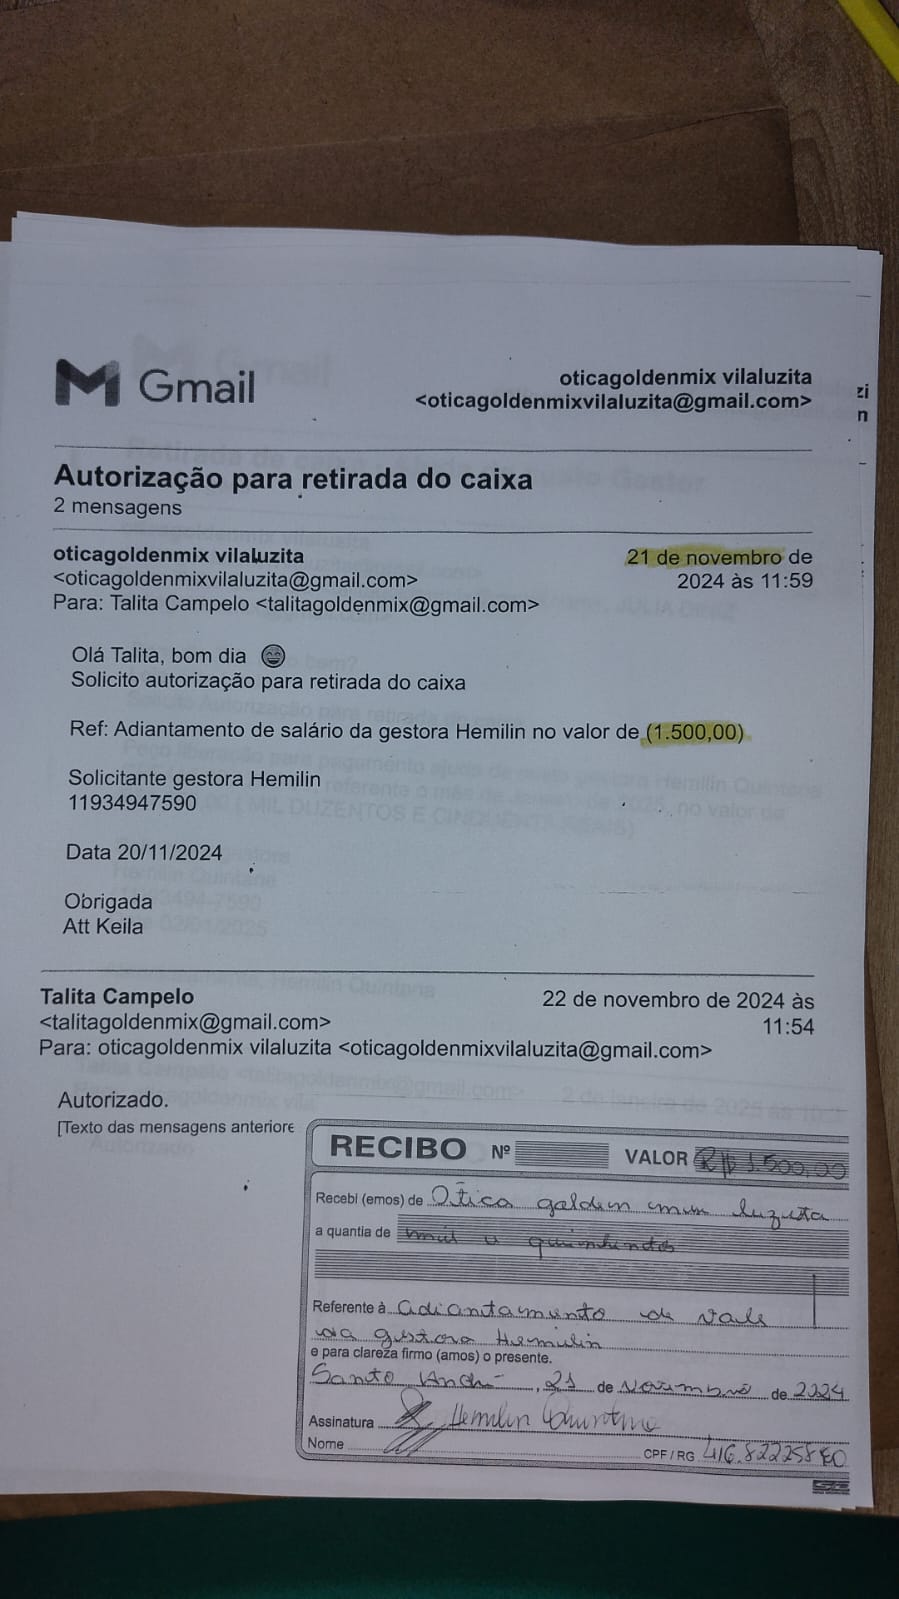 Gmail
oticagoldenmix vilaluzita
<oticagoldenmixvilaluzita@gmail.com>
zi
n
Autorização para retirada do caixa
2 mensagens
oticagoldenmix vilaluzita
<oticagoldenmixvilaluzita@gmail.com>
Para: Talita Campelo <talitagoldenmix@gmail.com>
21 de novembro de
2024 às 11:59
Olá Talita, bom dia 😄
Solicito autorização para retirada do caixa
Ref: Adiantamento de salário da gestora Hemilin no valor de (1.500,00)
Solicitante gestora Hemilin
11934947590
Data 20/11/2024
Obrigada
Att Keila
Talita Campelo
<talitagoldenmix@gmail.com>
Para: oticagoldenmix vilaluzita <oticagoldenmixvilaluzita@gmail.com>
22 de novembro de 2024 às
11:54
Autorizado.
[Texto das mensagens anteriore
RECIBO Nº VALOR R$ 1.500,00
Recebi (emos) de Otica golden mix luzita
a quantia de mil e quinhentos
Referente à adiantamento de vale
da gestora Hemilin
e para clareza firmo (amos) o presente.
Santo André, 21 de Novembro de 2024
Assinatura Hemilin Quintana
Nome CPF / RG 416.822258